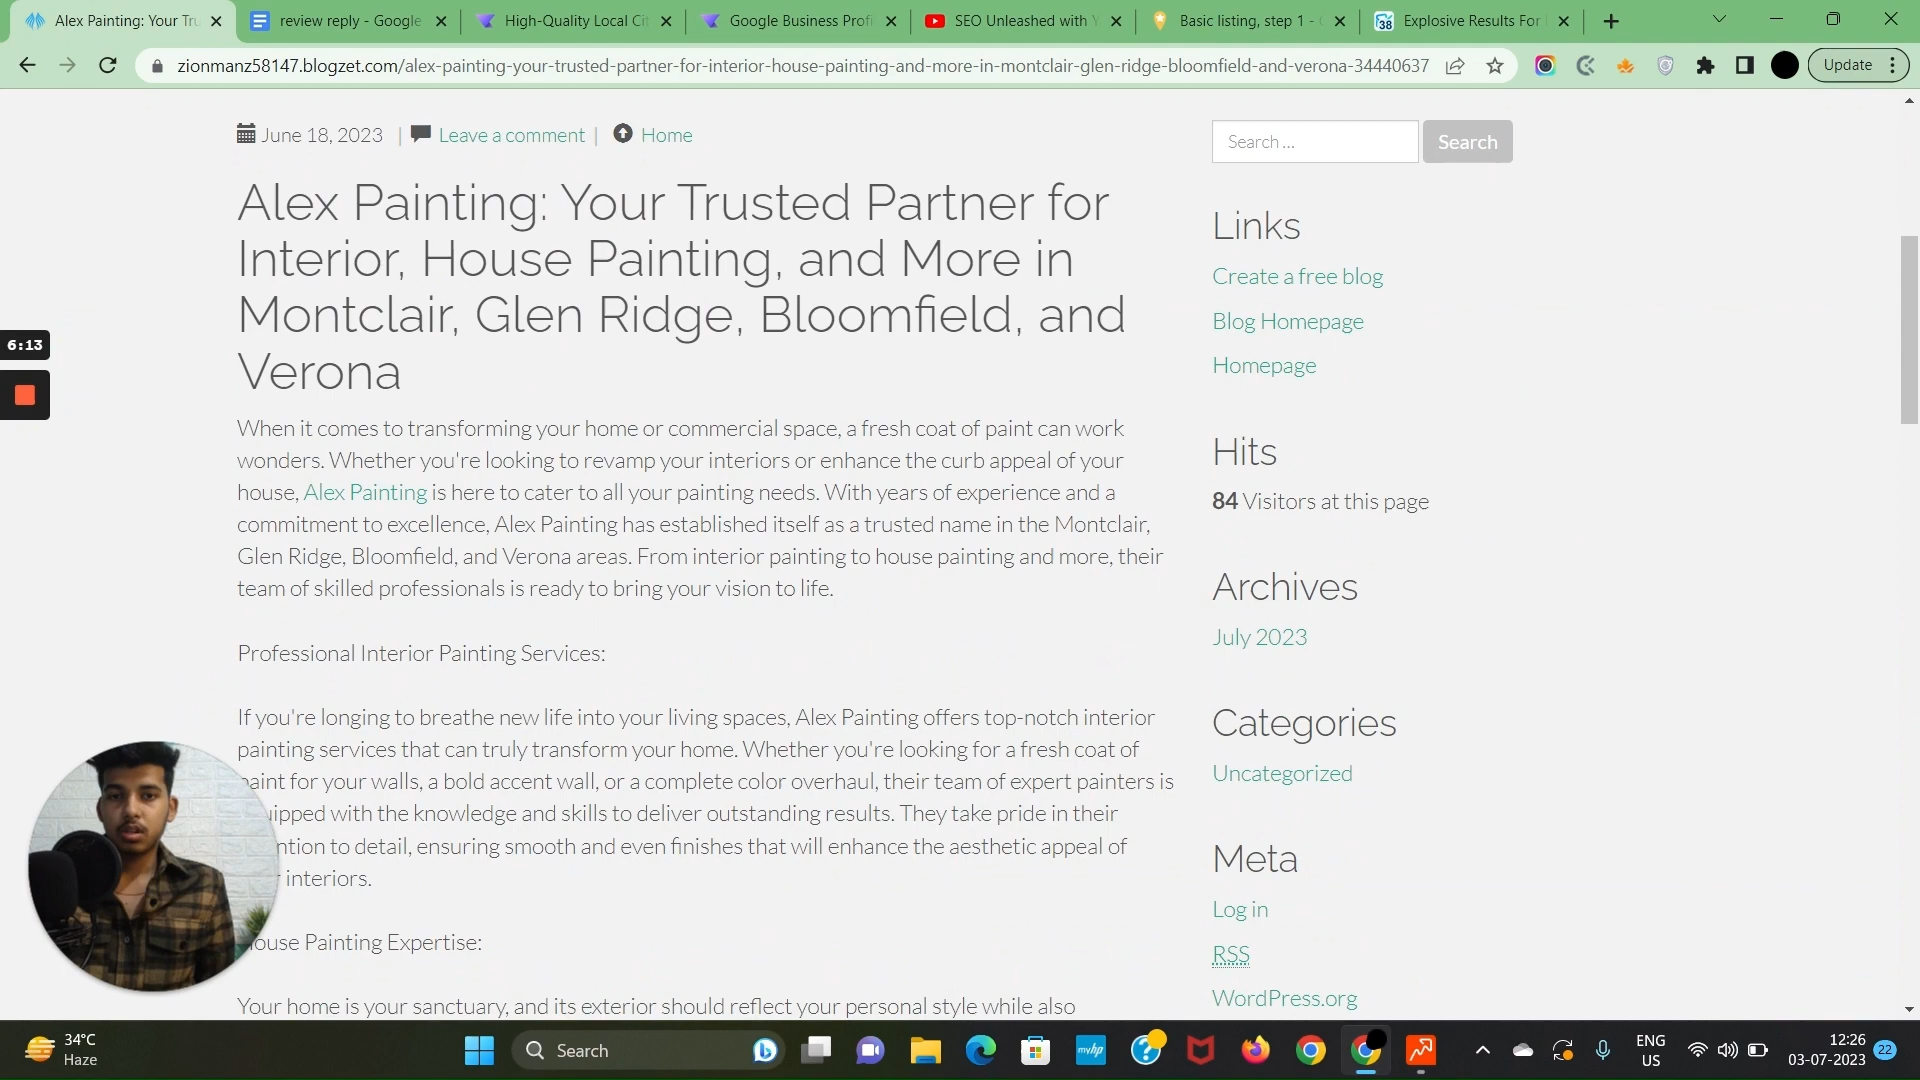 Alex Painting: Your Tru
review reply - Google
High-Quality Local Cit
Google Business Profi
SEO Unleashed with Y
Basic listing, step 1 -
38
Explosive Results For
zionmanz58147.blogzet.com/alex-painting-your-trusted-partner-for-interior-house-painting-and-more-in-montclair-glen-ridge-bloomfield-and-verona-34440637
Update
June 18, 2023 | Leave a comment | Home
Alex Painting: Your Trusted Partner for
Interior, House Painting, and More in
Montclair, Glen Ridge, Bloomfield, and
Verona
When it comes to transforming your home or commercial space, a fresh coat of paint can work
wonders. Whether you're looking to revamp your interiors or enhance the curb appeal of your
house, Alex Painting is here to cater to all your painting needs. With years of experience and a
commitment to excellence, Alex Painting has established itself as a trusted name in the Montclair,
Glen Ridge, Bloomfield, and Verona areas. From interior painting to house painting and more, their
team of skilled professionals is ready to bring your vision to life.
Professional Interior Painting Services:
If you're longing to breathe new life into your living spaces, Alex Painting offers top-notch interior
painting services that can truly transform your home. Whether you're looking for a fresh coat of
paint for your walls, a bold accent wall, or a complete color overhaul, their team of expert painters is
uipped with the knowledge and skills to deliver outstanding results. They take pride in their
ntion to detail, ensuring smooth and even finishes that will enhance the aesthetic appeal of
interiors.
House Painting Expertise:
Your home is your sanctuary, and its exterior should reflect your personal style while also
Search ...
Search
Links
Create a free blog
Blog Homepage
Homepage
Hits
84 Visitors at this page
Archives
July 2023
Categories
Uncategorized
Meta
Log in
RSS
WordPress.org
6:13
34°C
Haze
Search
myhp
ENG
US
12:26
03-07-2023
22